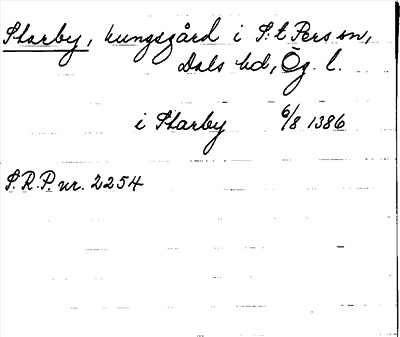 Starby, kungsgård i S:t Pers sn,
Dals hd, Ög. l.
i Starby 6/8 1386
S.R.P. nr. 2254